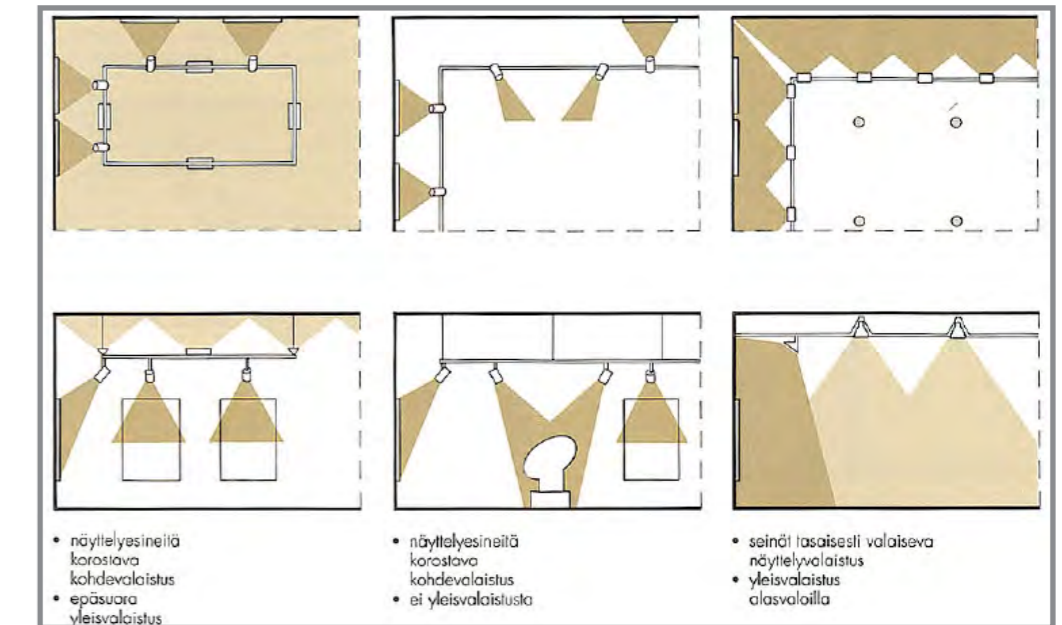 • näyttelyesineitä
korostava
kohdevalaistus
• epäsuora
yleisvalaistus
• näyttelyesineitä
korostava
kohdevalaistus
• ei yleisvalaistusta
• seinät tasaisesti valaiseva
näyttelyvalaistus
• yleisvalaistus
alasvaloilla